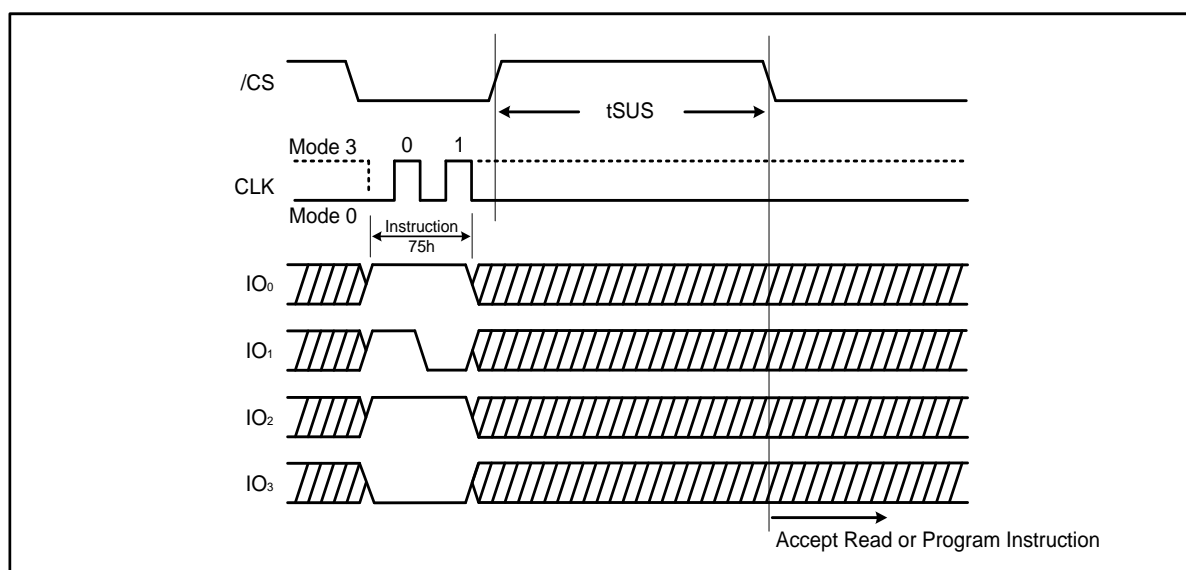 /CS
tSUS
Mode 3
0 1
CLK
Mode 0
Instruction
75h
IO₀
IO₁
IO₂
IO₃
Accept Read or Program Instruction